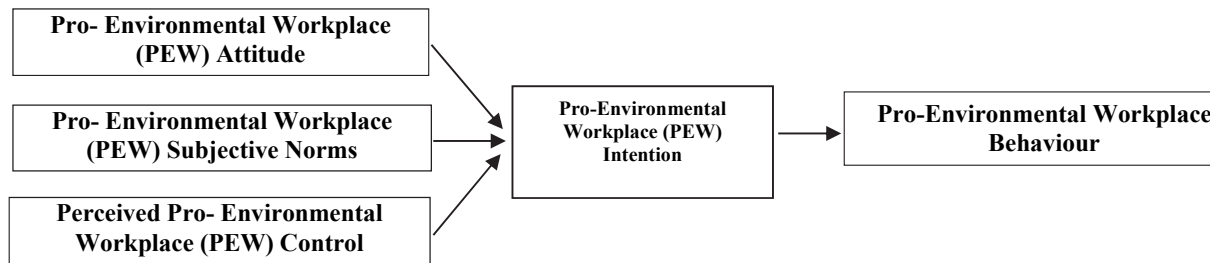 Pro- Environmental Workplace
(PEW) Attitude
Pro- Environmental Workplace
(PEW) Subjective Norms
Perceived Pro- Environmental
Workplace (PEW) Control
Pro-Environmental
Workplace (PEW)
Intention
Pro-Environmental Workplace
Behaviour